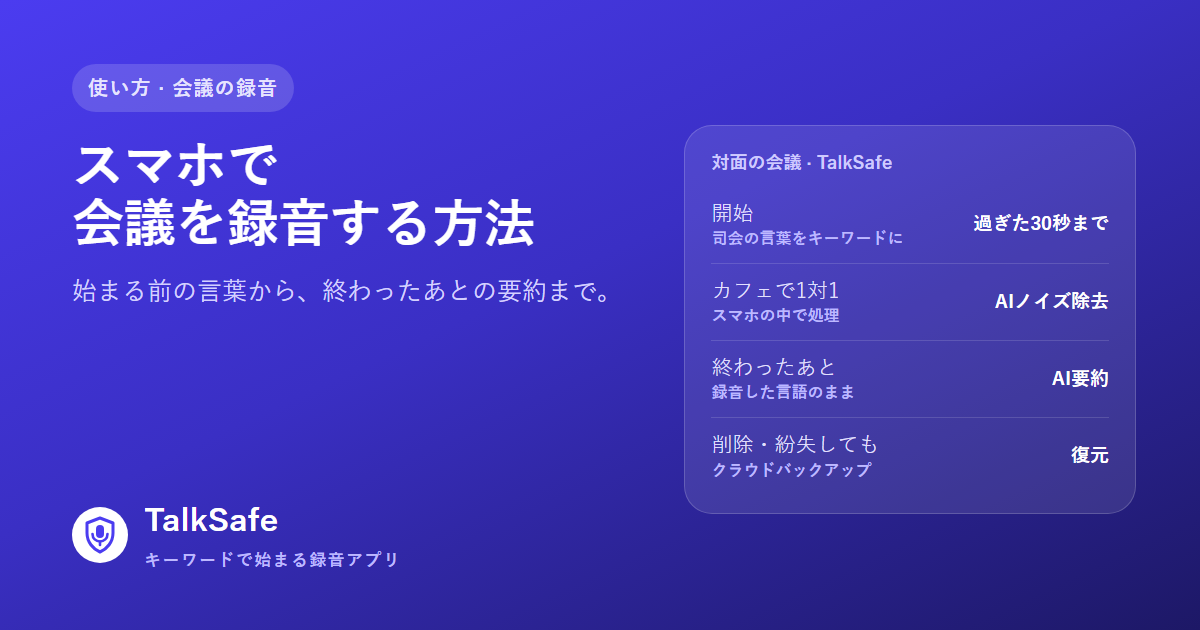 使い方 · 会議の録音
スマホで
会議を録音する方法
始まる前の言葉から、終わったあとの要約まで。
対面の会議 · TalkSafe
開始
司会の言葉をキーワードに
過ぎた30秒まで
カフェで1対1
スマホの中で処理
AIノイズ除去
終わったあと
録音した言語のまま
AI要約
削除・紛失しても
クラウドバックアップ
復元
TalkSafe
キーワードで始まる録音アプリ